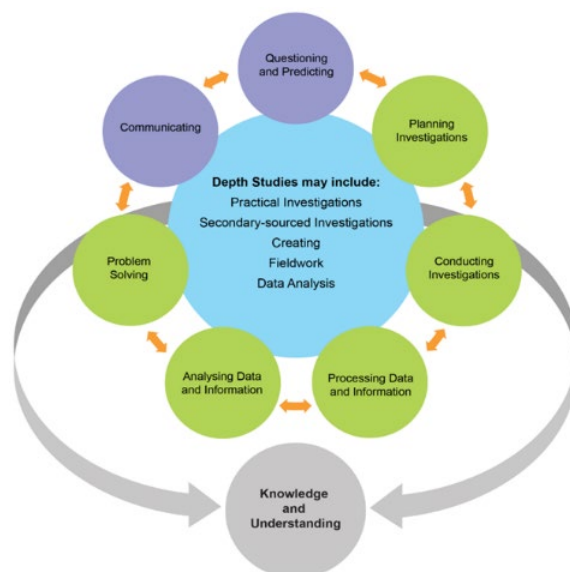 Questioning
and Predicting
Communicating
Planning
Investigations
Depth Studies may include:
Practical Investigations
Secondary-sourced Investigations
Creating
Fieldwork
Data Analysis
Problem
Solving
Conducting
Investigations
Analysing Data
and Information
Processing Data
and Information
Knowledge
and
Understanding